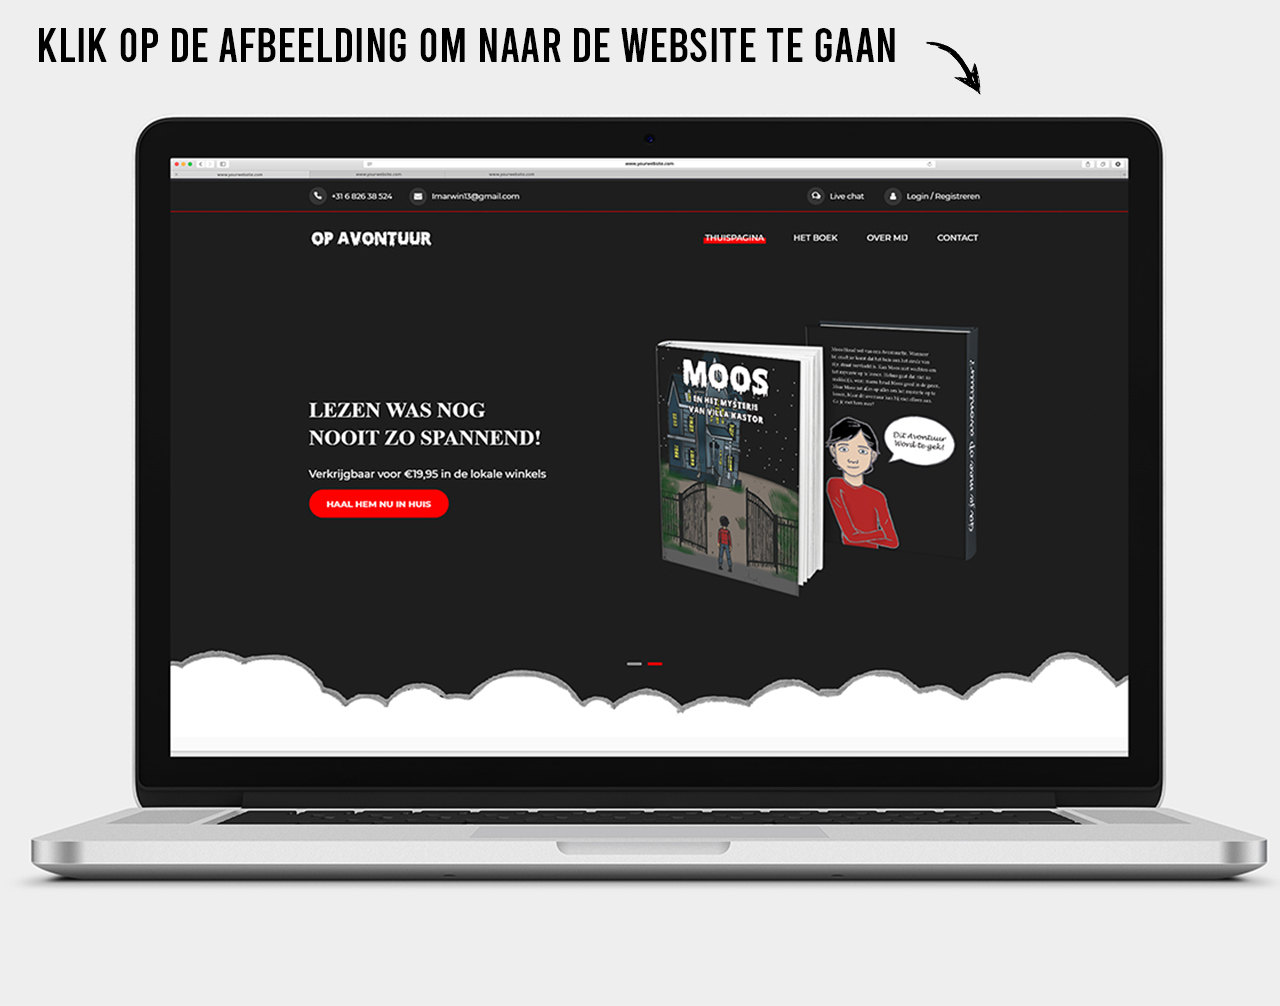 KLIK OP DE AFBEELDING OM NAAR DE WEBSITE TE GAAN
www.yourwebsite.com
www.yourwebsite.com
www.yourwebsite.com
www.yourwebsite.com
+31 6 826 38 524
lmarwin13@gmail.com
Live chat
Login / Registreren
OP AVONTUUR
THUISPAGINA
HET BOEK
OVER MIJ
CONTACT
LEZEN WAS NOG
NOOIT ZO SPANNEND!
Verkrijgbaar voor €19,95 in de lokale winkels
HAAL HEM NU IN HUIS
MOOS
EN HET MYSTERIE
VAN VILLA KASTOR
Dit Avontuur
Word te gek!